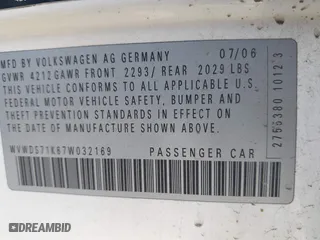 MFD BY VOLKSWAGEN AG GERMANY 07/06
GVWR 4212 GAWR FRONT 2293/ REAR 2029 LBS
THIS VEHICLE CONFORMS TO ALL APPLICABLE
FEDERAL MOTOR VEHICLE SAFETY, BUMPER AND
THEFT PREVENTION STANDARDS IN EFFECT ON
THE DATE OF MANUFACTURE SHOWN ABOVE
WVWDS71K67W032169 PASSENGER CAR
2756380 10123
DEALERSHIP